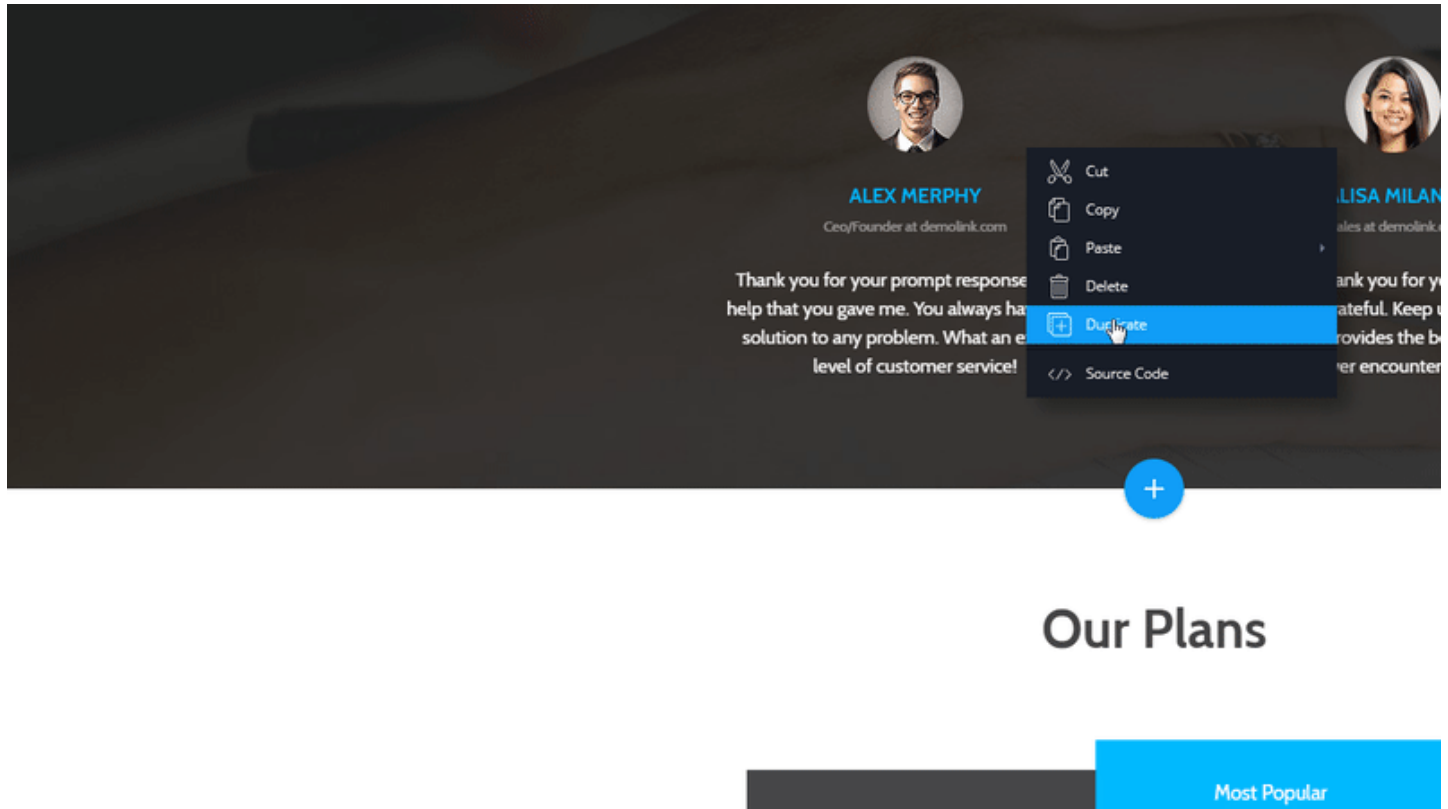 ALEX MERPHY
Ceo/Founder at demolink.com
Thank you for your prompt response
help that you gave me. You always ha
solution to any problem. What an e
level of customer service!
Cut
Copy
Paste
Delete
Duplicate
Source Code
LISA MILAN
ales at demolink.
ank you for yo
ateful. Keep u
rovides the be
er encounter
Our Plans
Most Popular